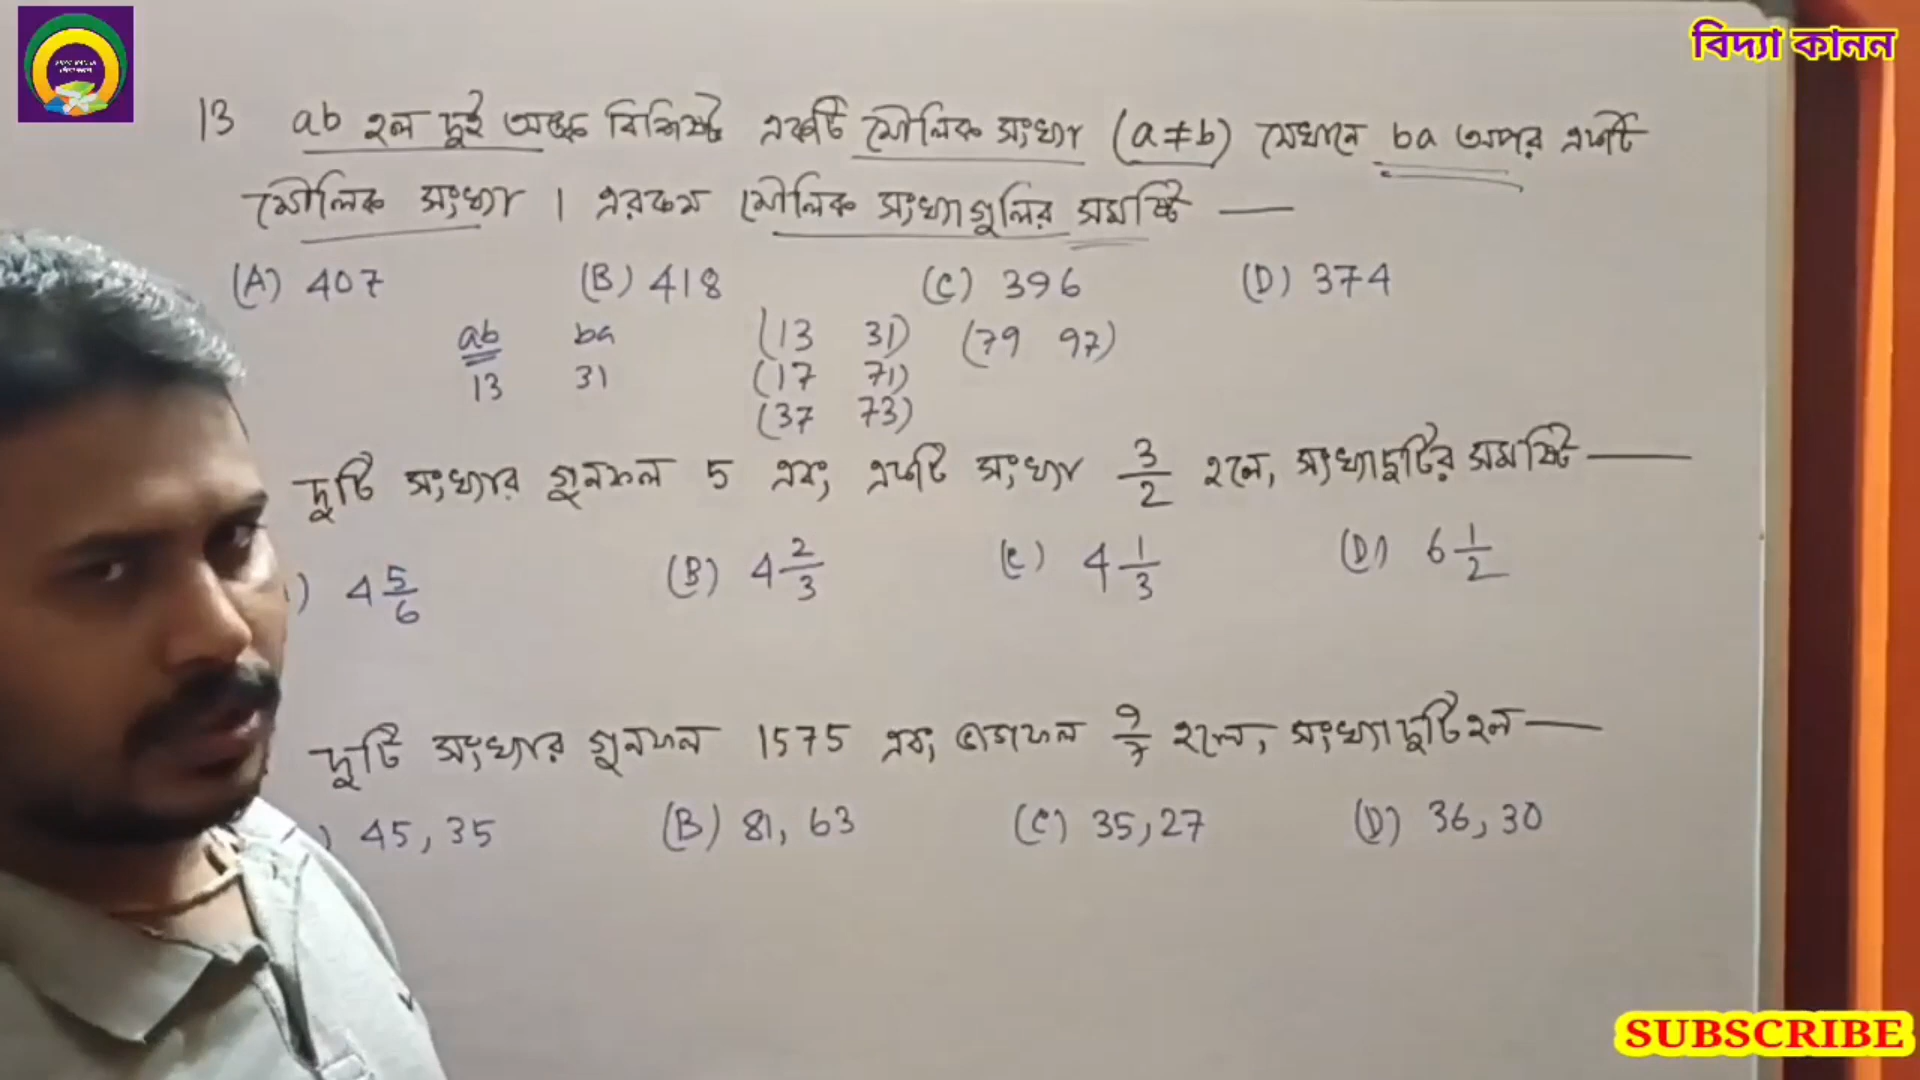 বিদ্যা কানন
13 ab হল দুই অঙ্ক বিশিষ্ট একটি মৌলিক সংখ্যা (a≠b) যেখানে ba অপর একটি
মৌলিক সংখ্যা । এরকম মৌলিক সংখ্যাগুলির সমষ্টি —
(A) 407 (B) 418 (C) 396 (D) 374
ab ba (13 31) (79 97)
13 31 (17 71)
(37 73)
দুটি সংখ্যার গুনফল 5 এবং একটি সংখ্যা 3/2 হলে, সংখ্যাদুটির সমষ্টি —
) 4 5/6 (B) 4 2/3 (C) 4 1/3 (D) 6 1/2
দুটি সংখ্যার গুনফল 1575 এবং ভাগফল 9/7 হলে, সংখ্যাদুটি হল —
) 45, 35 (B) 81, 63 (C) 35, 27 (D) 36, 30
SUBSCRIBE